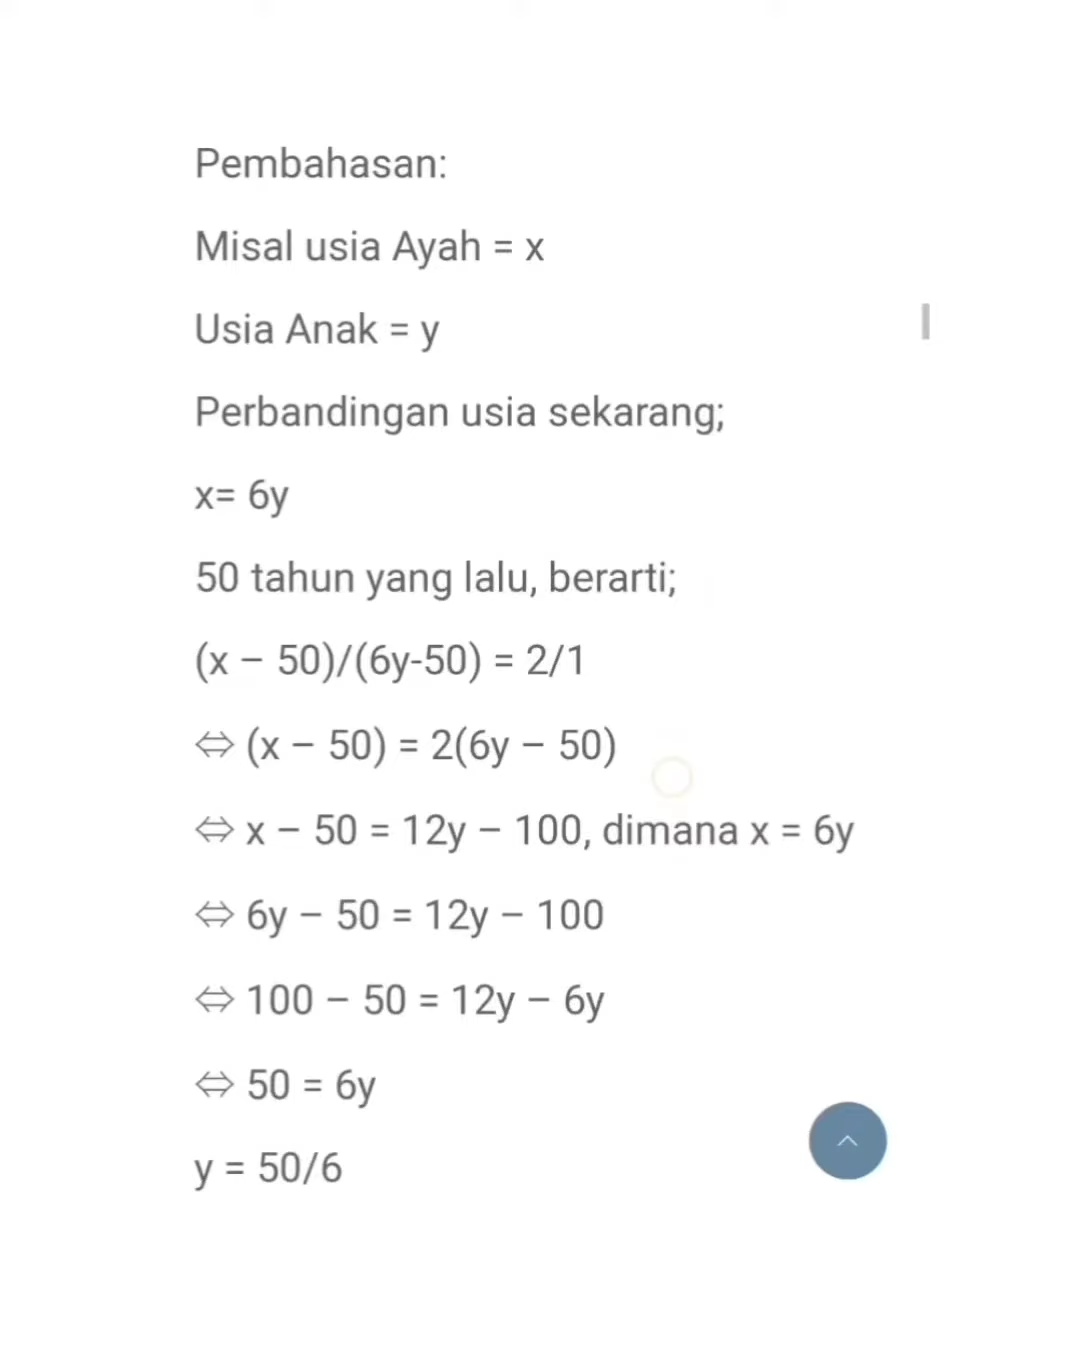 Pembahasan:
Misal usia Ayah = x
Usia Anak = y
Perbandingan usia sekarang;
x= 6y
50 tahun yang lalu, berarti;
(x – 50)/(6y-50) = 2/1
⇔ (x – 50) = 2(6y – 50)
⇔ x – 50 = 12y – 100, dimana x = 6y
⇔ 6y – 50 = 12y – 100
⇔ 100 – 50 = 12y – 6y
⇔ 50 = 6y
y = 50/6